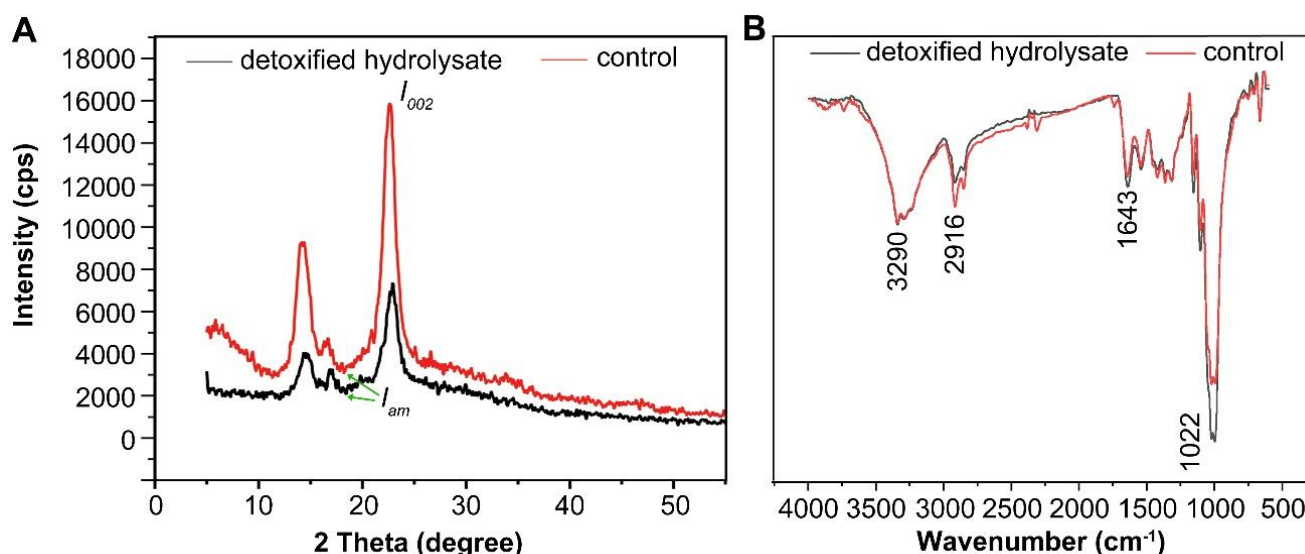 A
detoxified hydrolysate
control
I002
Iam
Intensity (cps)
18000
16000
14000
12000
10000
8000
6000
4000
2000
0
0 10 20 30 40 50
2 Theta (degree)
B
detoxified hydrolysate
control
3290
2916
1643
1022
4000 3500 3000 2500 2000 1500 1000 500
Wavenumber (cm-1)